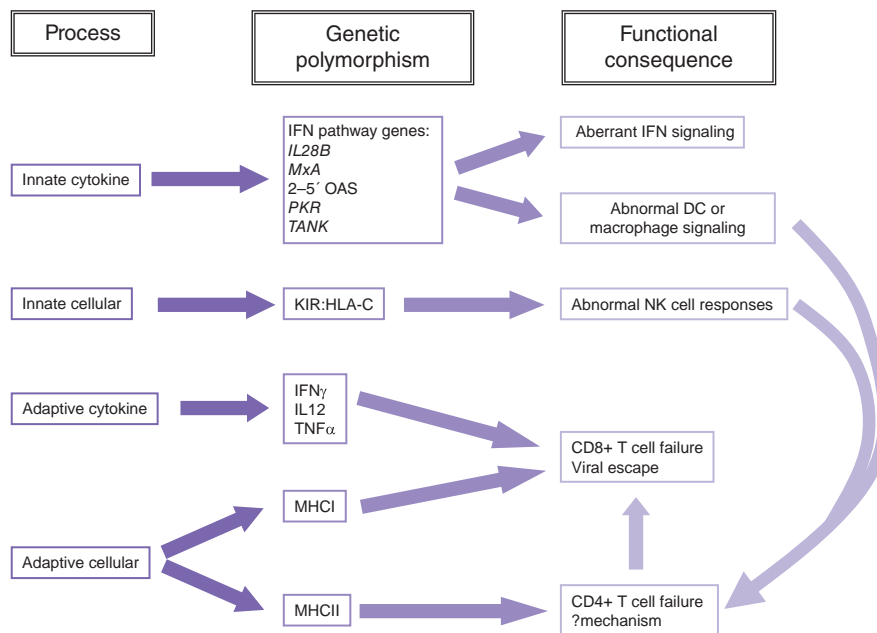 Process
Genetic
polymorphism
Functional
consequence
Innate cytokine
IFN pathway genes:
IL28B
MxA
2–5´ OAS
PKR
TANK
Aberrant IFN signaling
Abnormal DC or
macrophage signaling
Innate cellular
KIR:HLA-C
Abnormal NK cell responses
Adaptive cytokine
IFNγ
IL12
TNFα
CD8+ T cell failure
Viral escape
Adaptive cellular
MHCI
MHCII
CD4+ T cell failure
?mechanism